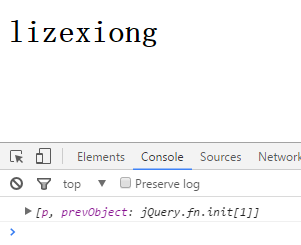 lizexiong
Elements Console Sources Network
top Preserve log
[p, prevObject: jQuery.fn.init[1]]